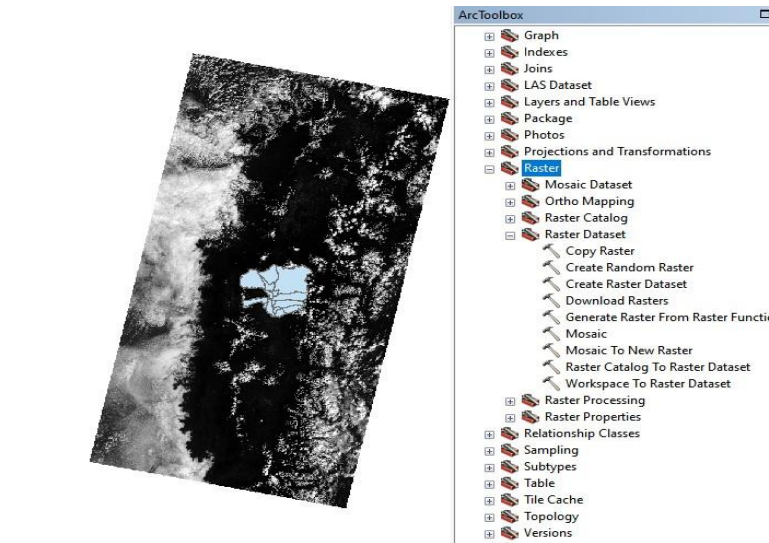 ArcToolbox
Graph
Indexes
Joins
LAS Dataset
Layers and Table Views
Package
Photos
Projections and Transformations
Raster
Mosaic Dataset
Ortho Mapping
Raster Catalog
Raster Dataset
Copy Raster
Create Random Raster
Create Raster Dataset
Download Rasters
Generate Raster From Raster Functio
Mosaic
Mosaic To New Raster
Raster Catalog To Raster Dataset
Workspace To Raster Dataset
Raster Processing
Raster Properties
Relationship Classes
Sampling
Subtypes
Table
Tile Cache
Topology
Versions